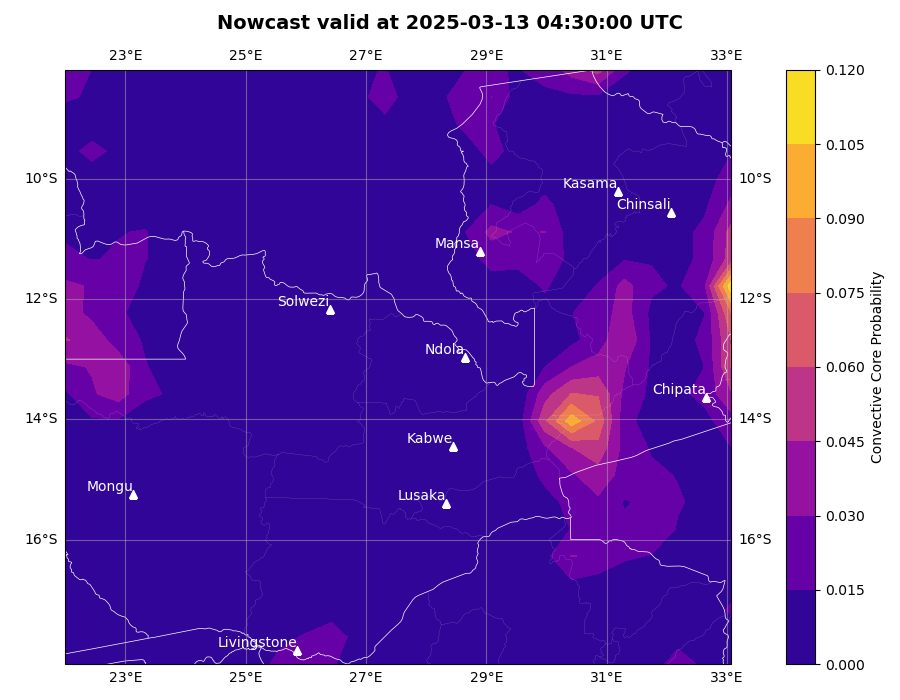 Nowcast valid at 2025-03-13 04:30:00 UTC
23°E 25°E 27°E 29°E 31°E 33°E
0.120
0.105
10°S 10°S
Kasama
Chinsali
0.090
Mansa
12°S 12°S
Solwezi
0.075
Ndola
0.060
Chipata
14°S 14°S
Kabwe
0.045
Mongu
Lusaka
0.030
16°S 16°S
0.015
Livingstone
0.000
23°E 25°E 27°E 29°E 31°E 33°E
Convective Core Probability